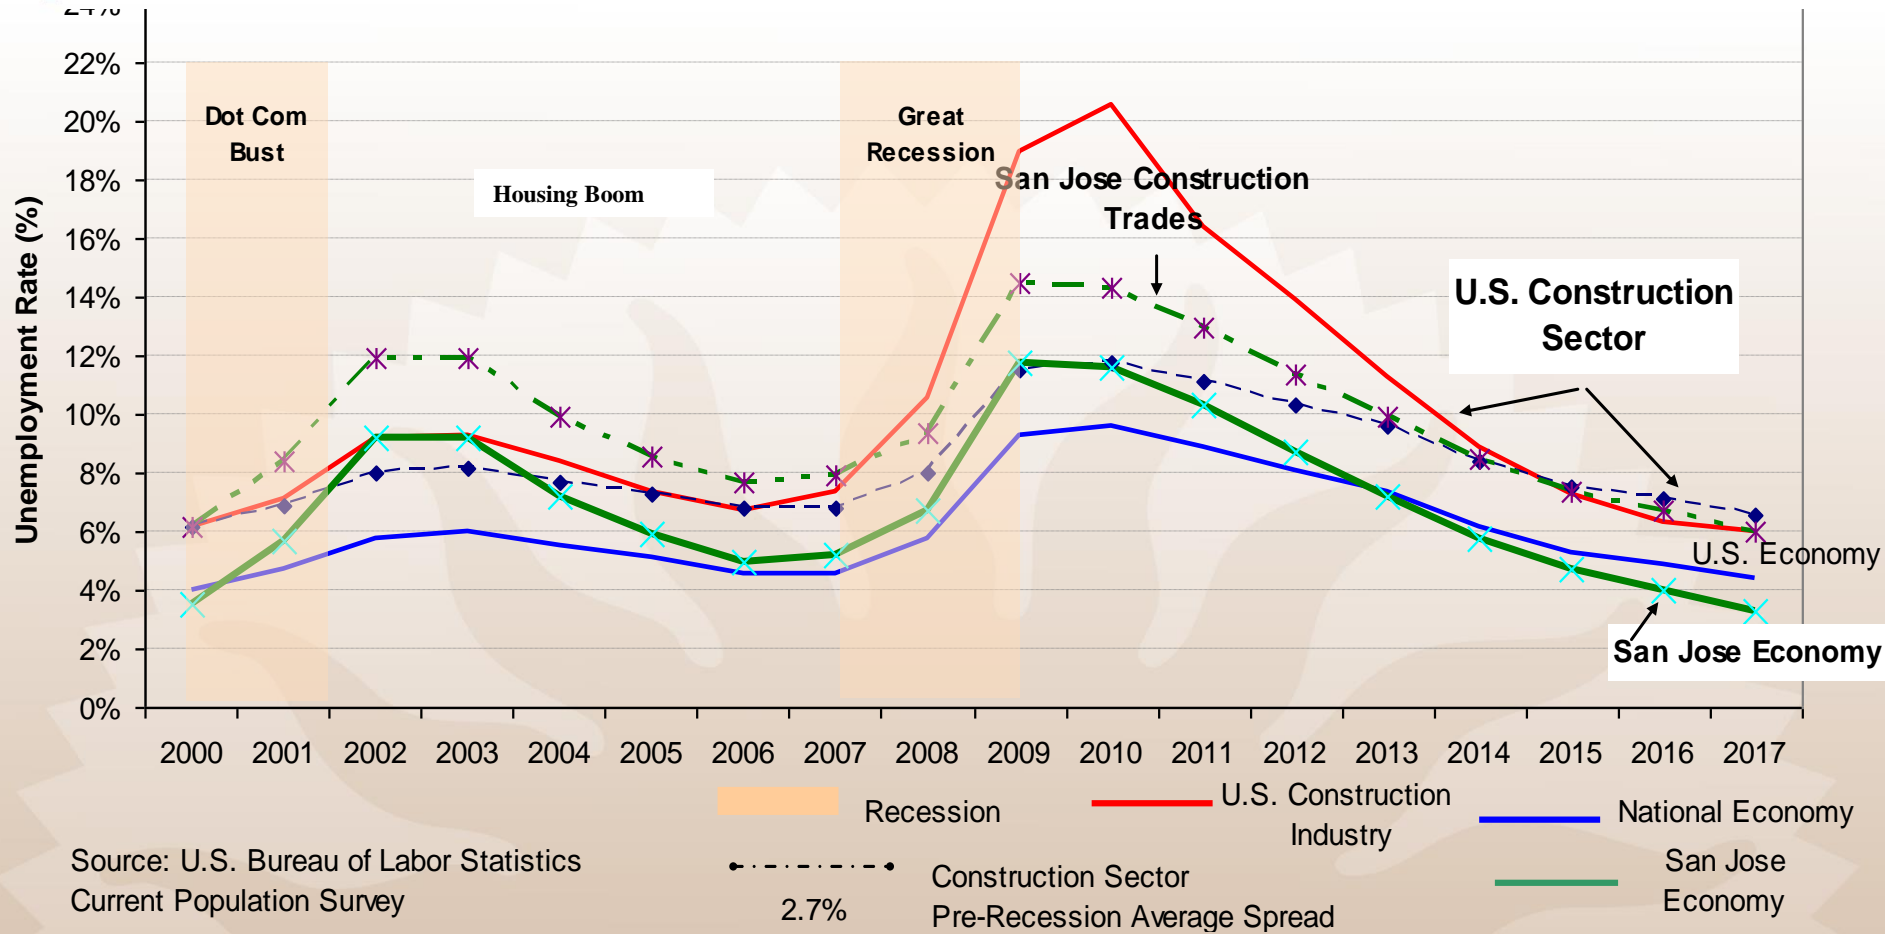 24%
22%
20%
18%
16%
14%
12%
10%
8%
6%
4%
2%
0%
Unemployment Rate (%)
Dot Com
Bust
Housing Boom
Great
Recession
San Jose Construction
Trades
U.S. Construction
Sector
U.S. Economy
San Jose Economy
2000 2001 2002 2003 2004 2005 2006 2007 2008 2009 2010 2011 2012 2013 2014 2015 2016 2017
Recession
U.S. Construction
Industry
National Economy
Source: U.S. Bureau of Labor Statistics
Current Population Survey
2.7%
Construction Sector
Pre-Recession Average Spread
San Jose
Economy